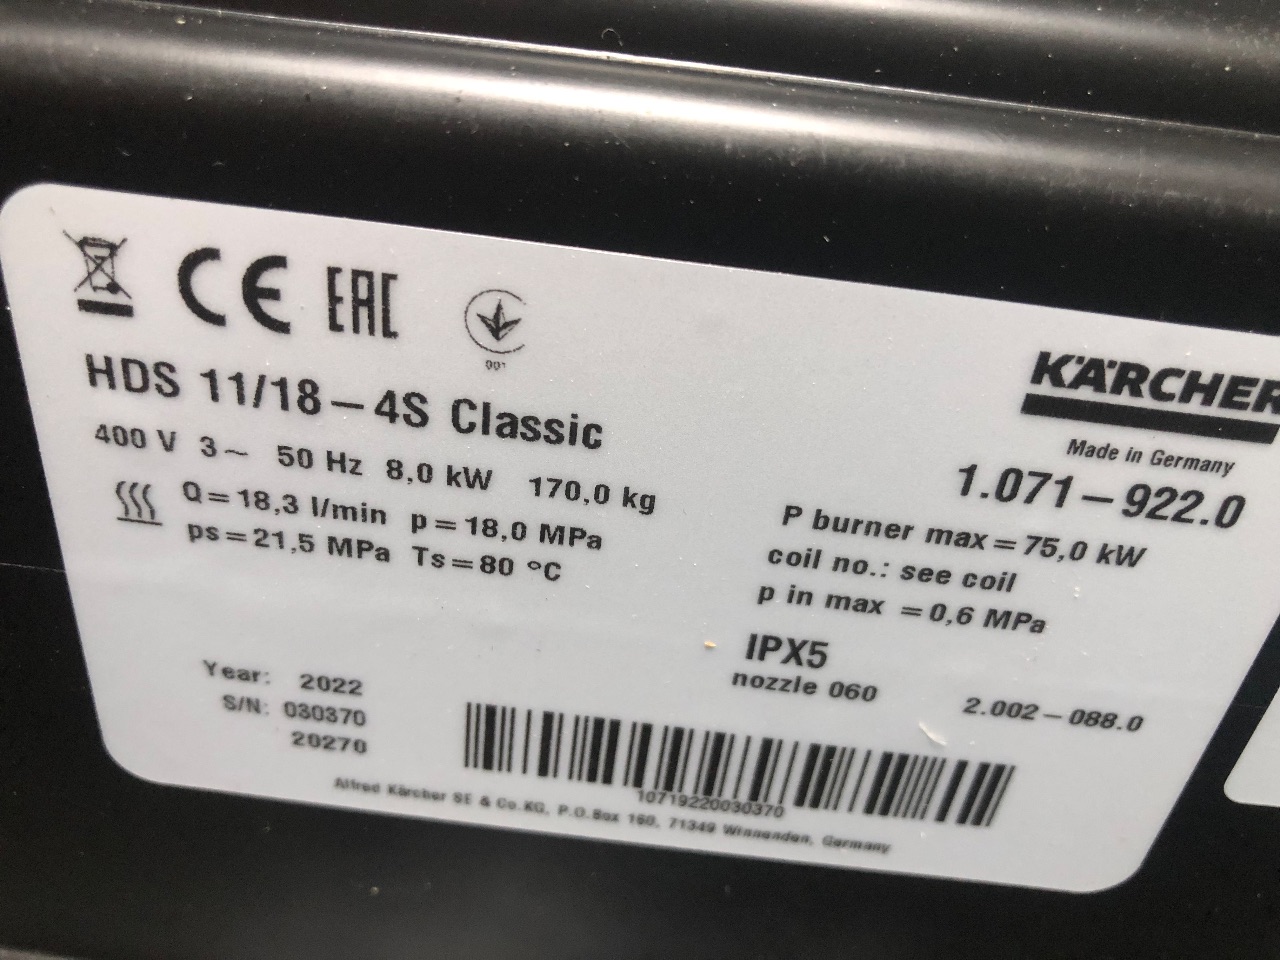 CE EAC
001
HDS 11/18–4S Classic
400 V 3~ 50 Hz 8,0 kW 170,0 kg
Q=18,3 l/min p=18,0 MPa
ps=21,5 MPa Ts=80 °C
KÄRCHER
Made in Germany
1.071–922.0
P burner max=75,0 kW
coil no.: see coil
p in max =0,6 MPa
IPX5
nozzle 060 2.002–088.0
Year: 2022
S/N: 030370
20270
10719220030370
Alfred Kärcher SE & Co.KG, P.O.Box 160, 71349 Winnenden, Germany